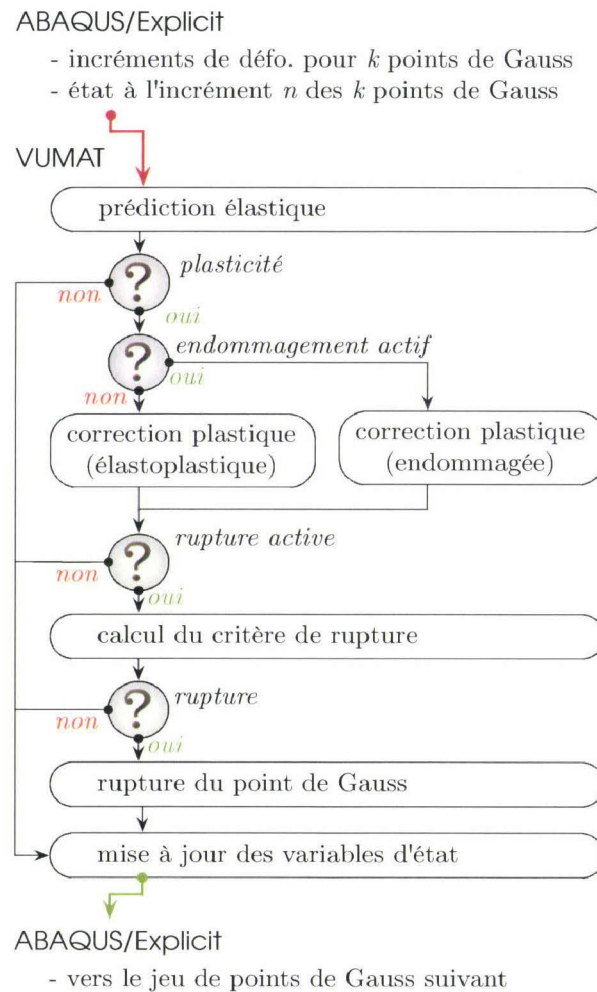 ABAQUS/Explicit
- incréments de défo. pour k points de Gauss
- état à l'incrément n des k points de Gauss
VUMAT
prédiction élastique
? plasticité
non
oui
? endommagement actif
oui
non
correction plastique
(élastoplastique)
correction plastique
(endommagée)
? rupture active
non
oui
calcul du critère de rupture
? rupture
non
oui
rupture du point de Gauss
mise à jour des variables d'état
ABAQUS/Explicit
- vers le jeu de points de Gauss suivant